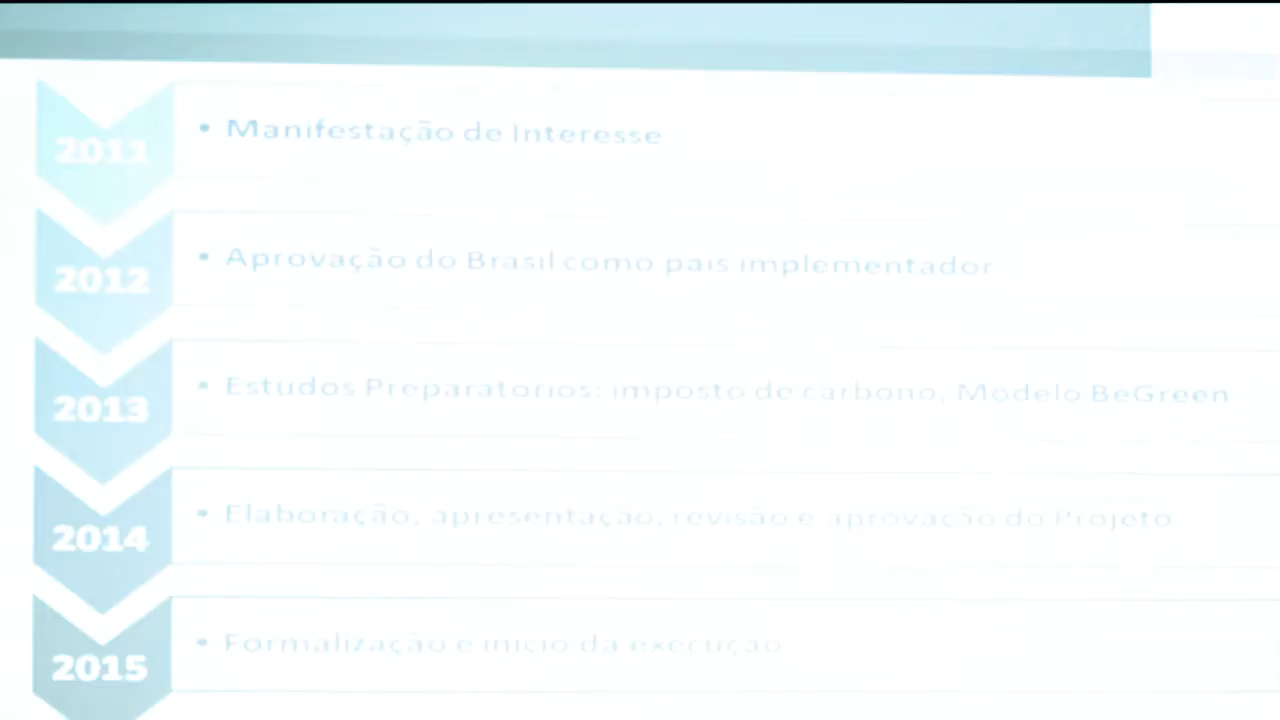 2011
• Manifestação de Interesse
2012
• Aprovação do Brasil como país implementador
2013
• Estudos Preparatórios: imposto de carbono; Modelo BeGreen
2014
• Elaboração, apresentação, revisão e aprovação do Projeto
2015
• Formalização e início da execução